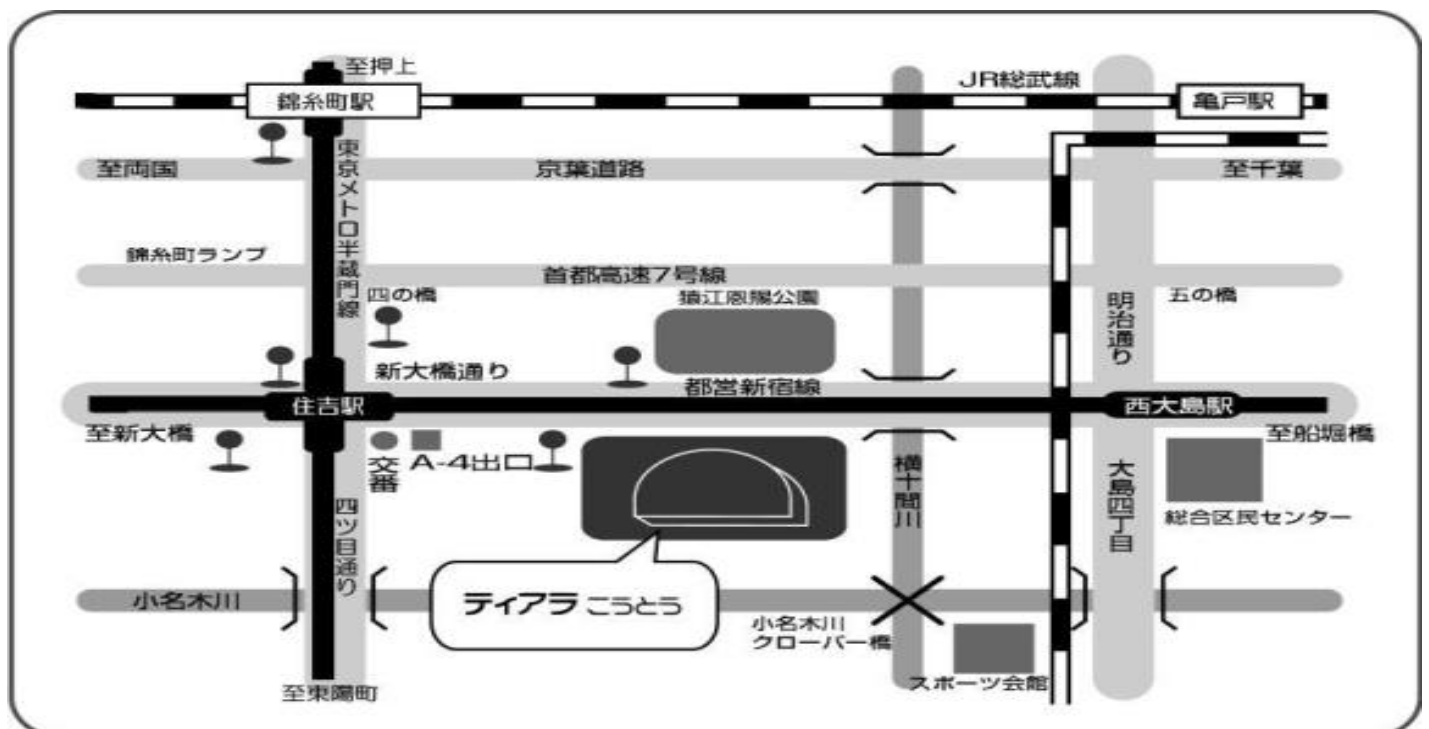 至押上
JR総武線
錦糸町駅
亀戸駅
至両国
京葉道路
至千葉
東京メトロ半蔵門線
錦糸町ランプ
首都高速7号線
四の橋
猿江恩賜公園
五の橋
明治通り
新大橋通り
都営新宿線
住吉駅
西大島駅
至新大橋
至船堀橋
交番
A-4出口
横十間川
大島四丁目
総合区民センター
四ツ目通り
小名木川
ティアラこうとう
小名木川
クローバー橋
スポーツ会館
至東陽町